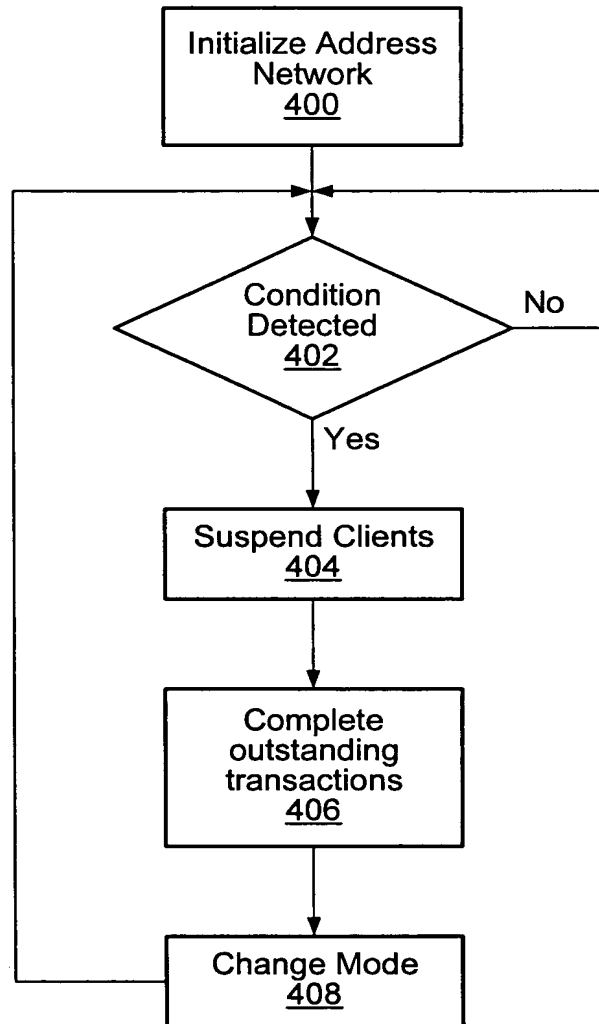 Initialize Address
Network
400
Condition
Detected
402
No
Yes
Suspend Clients
404
Complete
outstanding
transactions
406
Change Mode
408